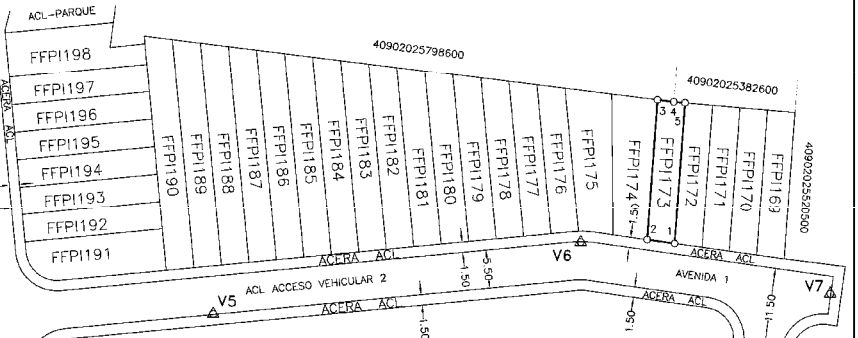 ACL-PARQUE
FFPI198
FFPI197
FFPI196
FFPI195
FFPI194
FFPI193
FFPI192
FFPI191
ACERA ACL
FFPI190
FFPI189
FFPI188
FFPI187
FFPI186
FFPI185
FFPI184
FFPI183
FFPI182
FFPI181
FFPI180
FFPI179
FFPI178
FFPI177
FFPI176
FFPI175
FFPI174
FFPI173
FFPI172
FFPI171
FFPI170
FFPI169
40902025798600
40902025382600
40902025520500
3
4
5
2
1
1.50
ACERA ACL
1.50
5.50
V6
ACERA ACL
ACL ACCESO VEHICULAR 2
AVENIDA 1
V5
ACERA ACL
V7
ACERA ACL
1.50
1.50
11.50